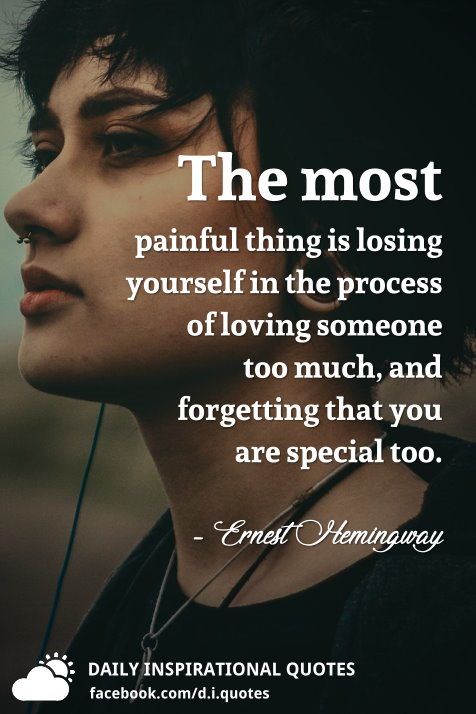 The most
painful thing is losing
yourself in the process
of loving someone
too much, and
forgetting that you
are special too.
- Ernest Hemingway
DAILY INSPIRATIONAL QUOTES
facebook.com/d.i.quotes